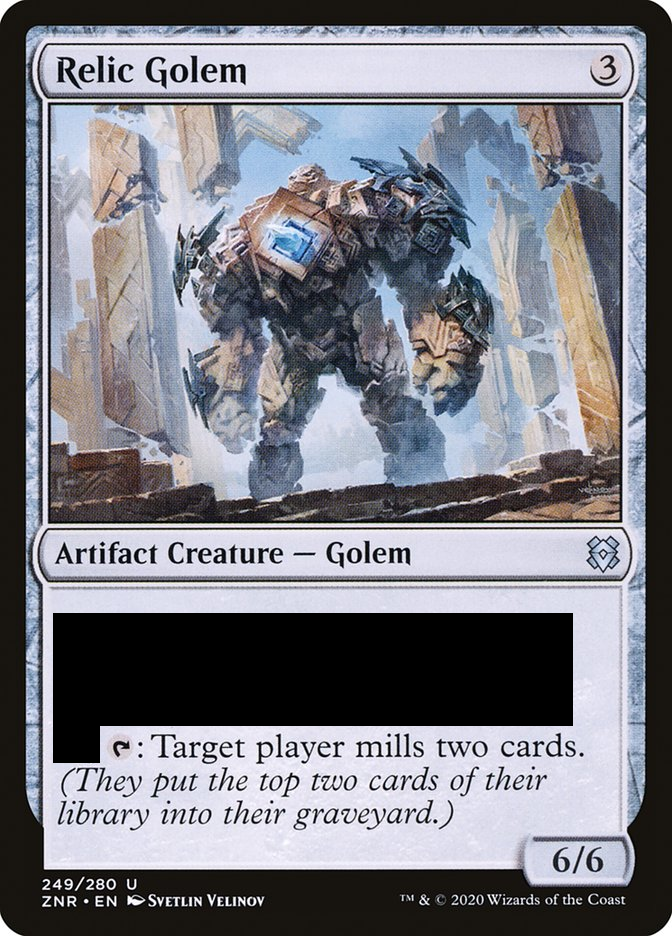 Relic Golem 3
Artifact Creature — Golem
: Target player mills two cards.
(They put the top two cards of their
library into their graveyard.)
6/6
249/280 U
ZNR • EN Svetlin Velinov
™ & © 2020 Wizards of the Coast